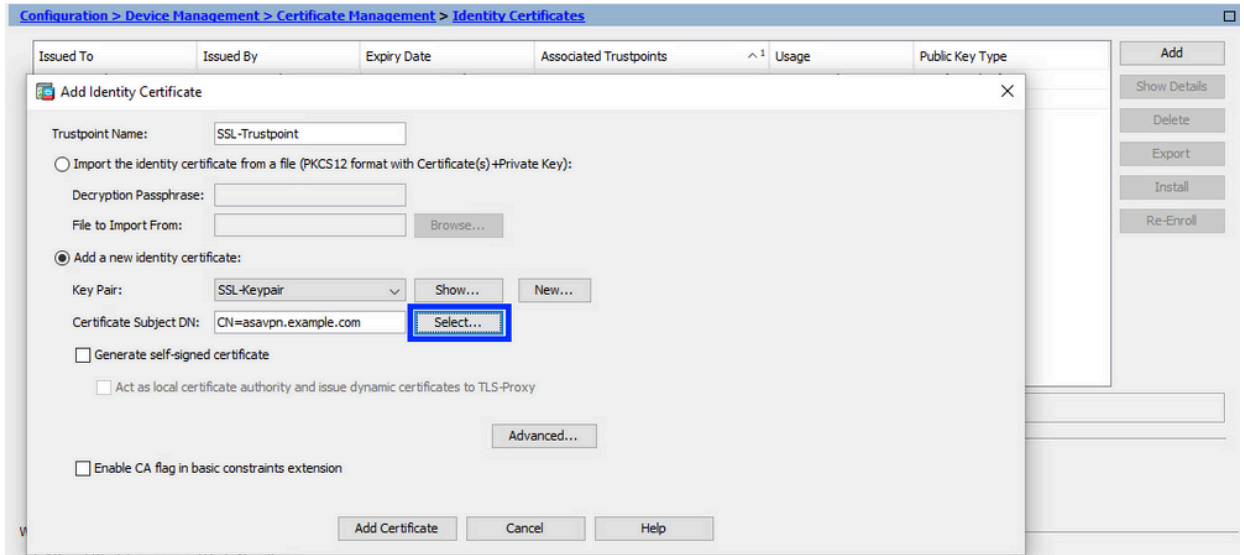 Configuration > Device Management > Certificate Management > Identity Certificates
Issued To Issued By Expiry Date Associated Trustpoints ^1 Usage Public Key Type
Add
Show Details
Delete
Export
Install
Re-Enroll
Add Identity Certificate
Trustpoint Name: SSL-Trustpoint
Import the identity certificate from a file (PKCS12 format with Certificate(s)+Private Key):
Decryption Passphrase:
File to Import From: Browse...
Add a new identity certificate:
Key Pair: SSL-Keypair Show... New...
Certificate Subject DN: CN=asavpn.example.com Select...
Generate self-signed certificate
Act as local certificate authority and issue dynamic certificates to TLS-Proxy
Advanced...
Enable CA flag in basic constraints extension
Add Certificate Cancel Help